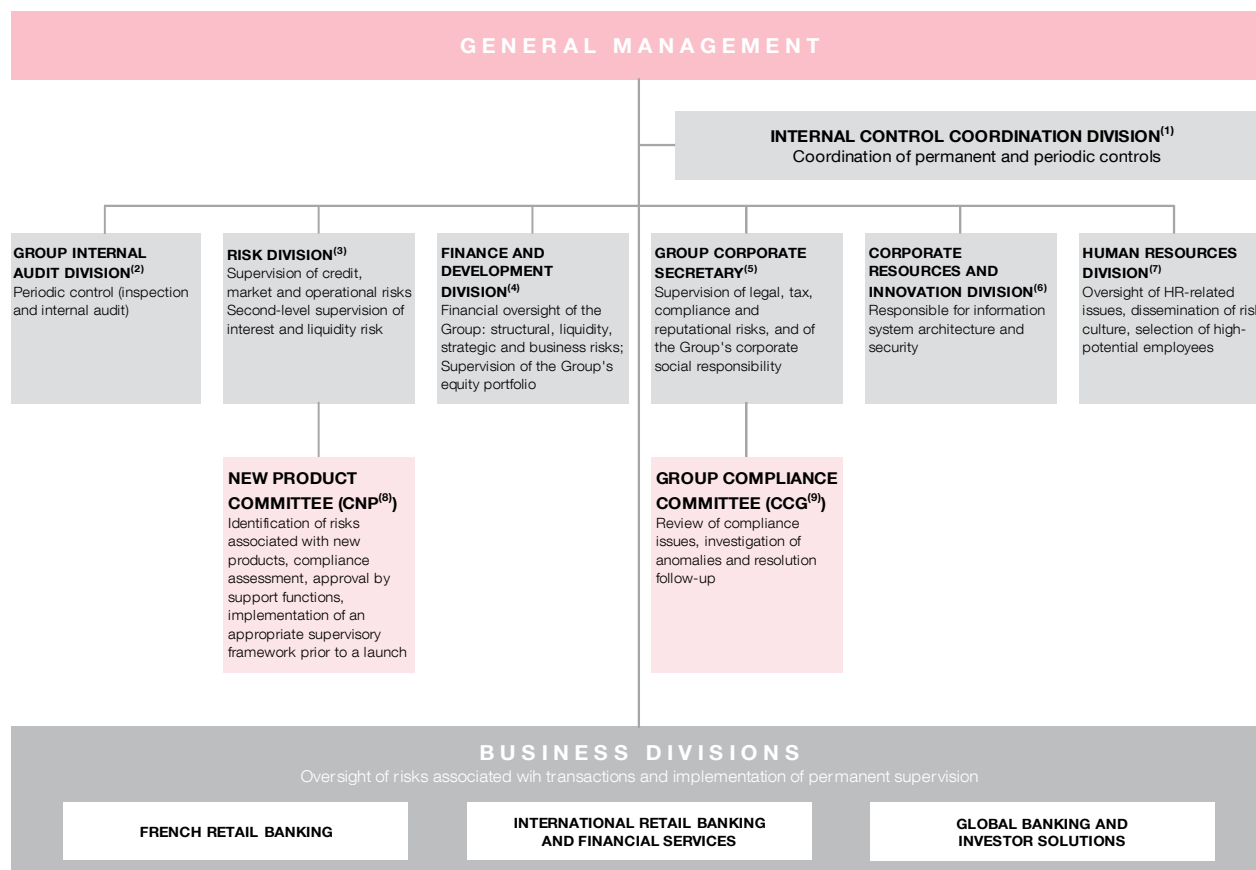 GENERAL MANAGEMENT
INTERNAL CONTROL COORDINATION DIVISION(1)
Coordination of permanent and periodic controls
GROUP INTERNAL
AUDIT DIVISION(2)
Periodic control (inspection
and internal audit)
RISK DIVISION(3)
Supervision of credit,
market and operational risks
Second-level supervision of
interest and liquidity risk
FINANCE AND
DEVELOPMENT
DIVISION(4)
Financial oversight of the
Group: structural, liquidity,
strategic and business risks;
Supervision of the Group's
equity portfolio
GROUP CORPORATE
SECRETARY(5)
Supervision of legal, tax,
compliance and
reputational risks, and of
the Group's corporate
social responsibility
CORPORATE
RESOURCES AND
INNOVATION DIVISION(6)
Responsible for information
system architecture and
security
HUMAN RESOURCES
DIVISION(7)
Oversight of HR-related
issues, dissemination of risk
culture, selection of high-
potential employees
NEW PRODUCT
COMMITTEE (CNP(8))
Identification of risks
associated with new
products, compliance
assessment, approval by
support functions,
implementation of an
appropriate supervisory
framework prior to a launch
GROUP COMPLIANCE
COMMITTEE (CCG(9))
Review of compliance
issues, investigation of
anomalies and resolution
follow-up
BUSINESS DIVISIONS
Oversight of risks associated wih transactions and implementation of permanent supervision
FRENCH RETAIL BANKING
INTERNATIONAL RETAIL BANKING
AND FINANCIAL SERVICES
GLOBAL BANKING AND
INVESTOR SOLUTIONS